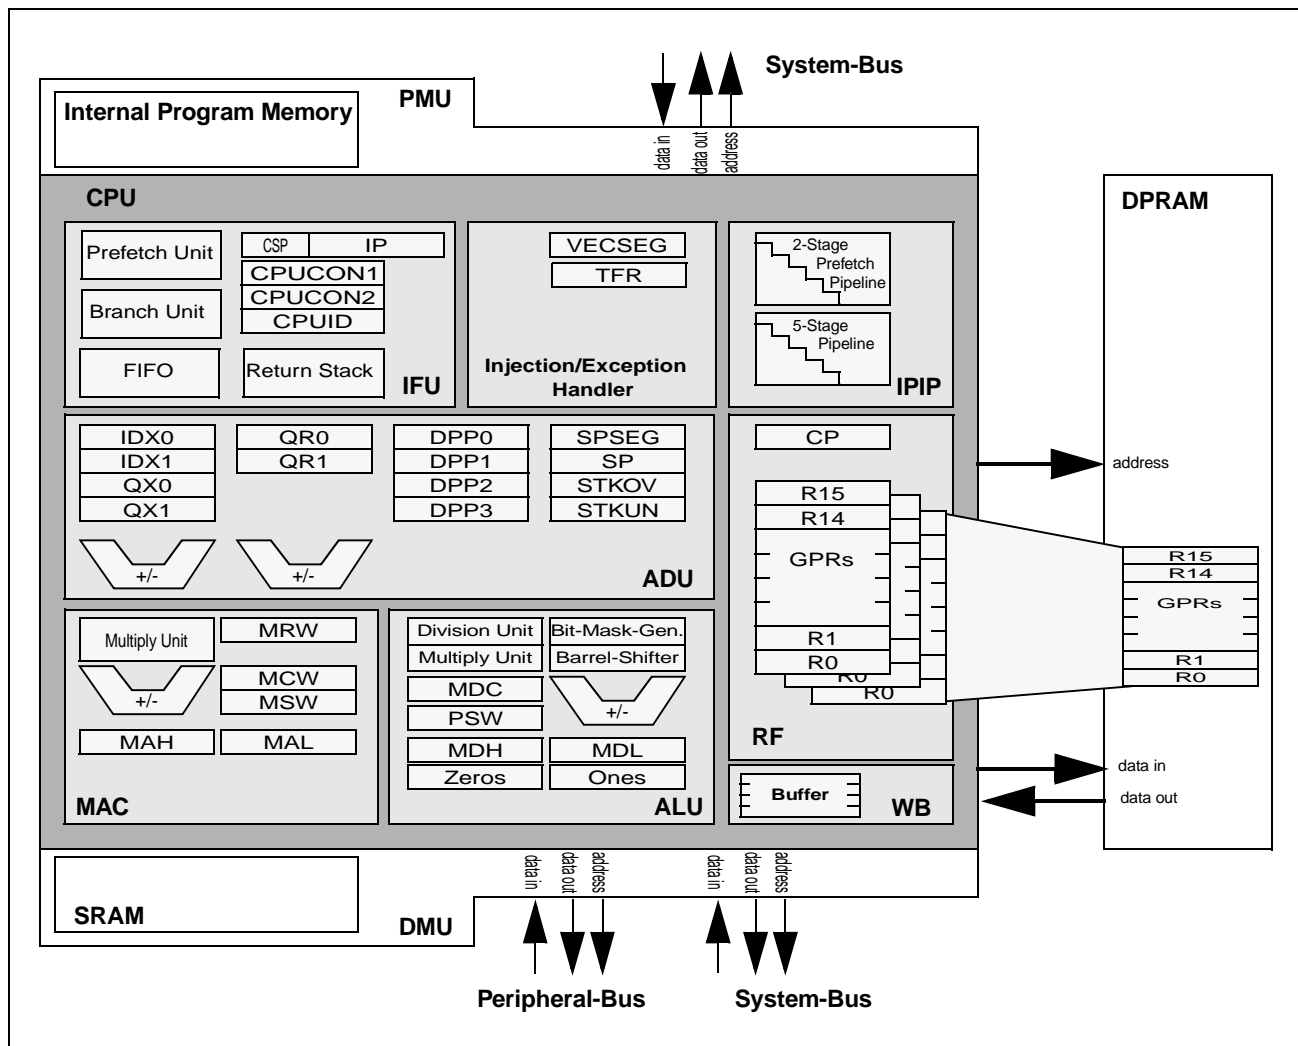 System-Bus
Internal Program Memory
PMU
data in
data out
address
CPU
DPRAM
Prefetch Unit
CSP
IP
CPUCON1
CPUCON2
CPUID
Branch Unit
FIFO
Return Stack
IFU
VECSEG
TFR
Injection/Exception
Handler
2-Stage
Prefetch
Pipeline
5-Stage
Pipeline
IPIP
IDX0
IDX1
QX0
QX1
+/-
QR0
QR1
+/-
DPP0
DPP1
DPP2
DPP3
SPSEG
SP
STKOV
STKUN
ADU
CP
R15
R14
GPRs
R1
R0
R0
R0
RF
address
R15
R14
GPRs
R1
R0
Multiply Unit
MRW
+/-
MCW
MSW
MAH
MAL
MAC
Division Unit
Bit-Mask-Gen.
Multiply Unit
Barrel-Shifter
MDC
PSW
+/-
MDH
MDL
Zeros
Ones
ALU
Buffer
WB
data in
data out
SRAM
DMU
data in
data out
address
data in
data out
address
Peripheral-Bus
System-Bus